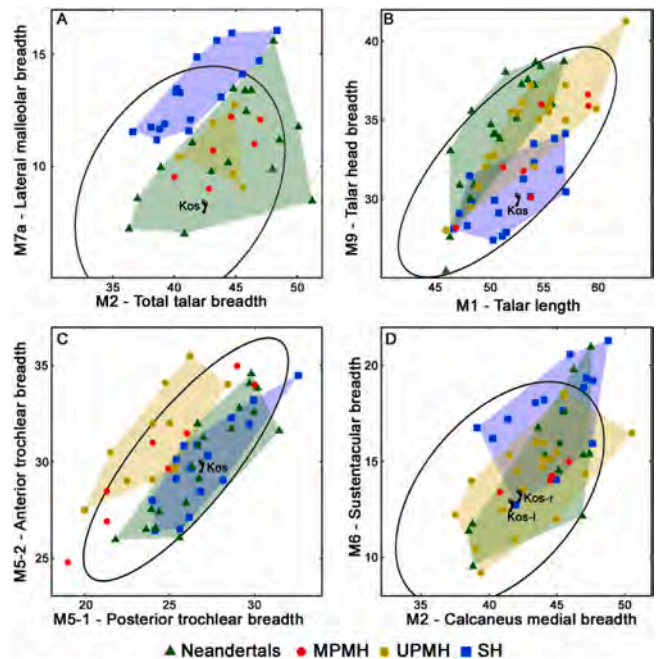 A
B
M7a - Lateral malleolar breadth
15
10
5
Kos
40
45
50
M2 - Total talar breadth
M9 - Talar head breadth
40
35
30
Kos
45
50
55
60
M1 - Talar length
C
D
M5-2 - Anterior trochlear breadth
35
30
25
Kos
20
25
30
M5-1 - Posterior trochlear breadth
M6 - Sustentacular breadth
20
15
10
Kos-r
Kos-l
40
45
50
M2 - Calcaneus medial breadth
Neandertals MPMH UPMH SH